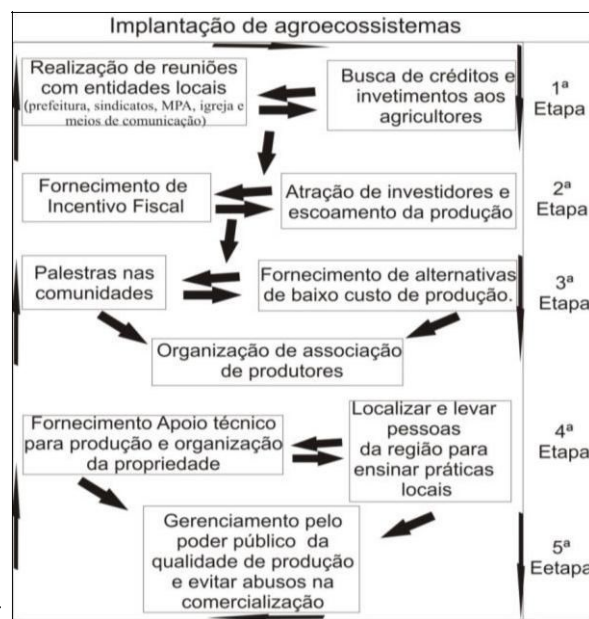 Implantação de agroecossistemas
Realização de reuniões
com entidades locais
(prefeitura, sindicatos, MPA, igreja e
meios de comunicação)
Busca de créditos e
invetimentos aos
agricultores
1ª
Etapa
Fornecimento de
Incentivo Fiscal
Atração de investidores e
escoamento da produção
2ª
Etapa
Palestras nas
comunidades
Fornecimento de alternativas
de baixo custo de produção.
3ª
Etapa
Organização de associação
de produtores
Fornecimento Apoio técnico
para produção e organização
da propriedade
Localizar e levar
pessoas
da região para
ensinar práticas
locais
4ª
Etapa
Gerenciamento pelo
poder público da
qualidade de produção
e evitar abusos na
comercialização
5ª
Eetapa